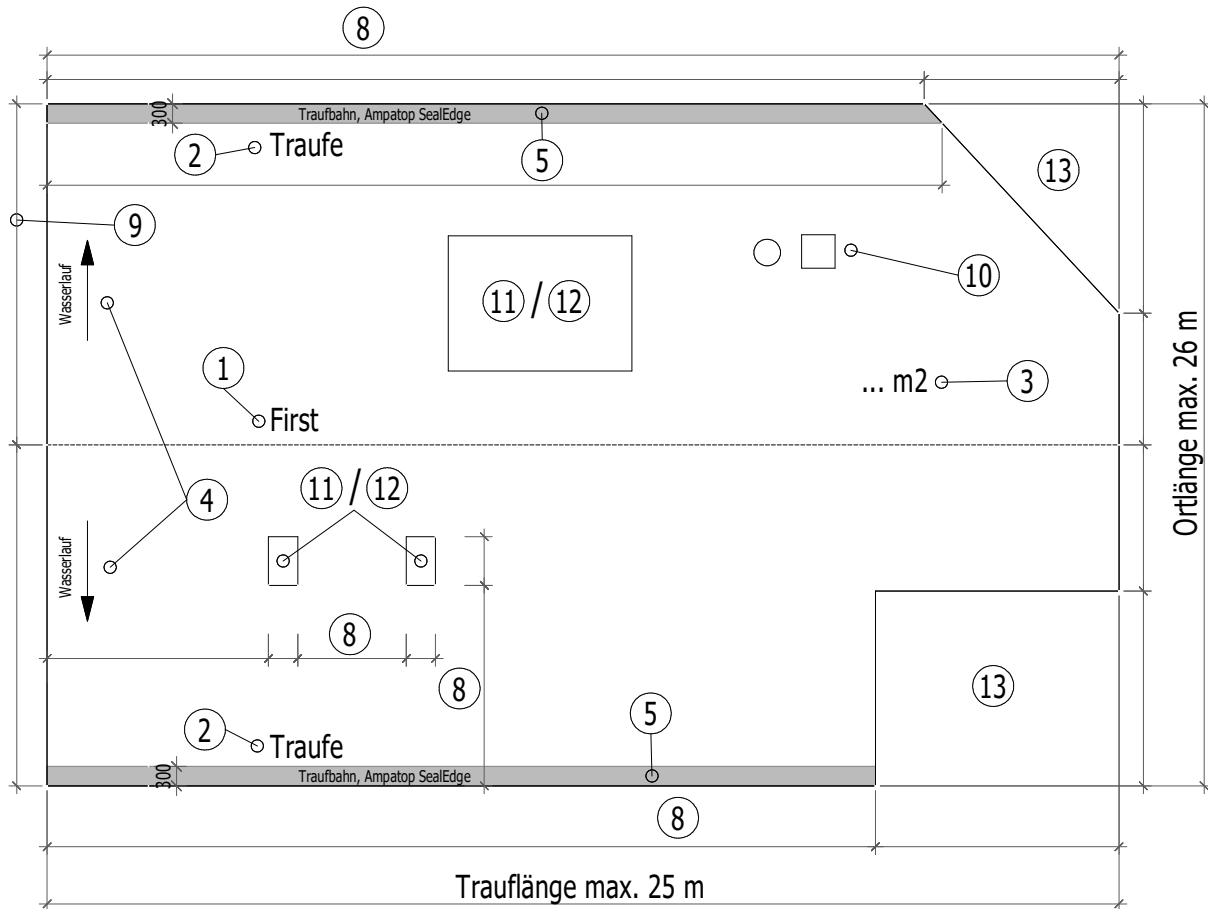 8
300
Traufbahn, Ampatop SealEdge
2
Traufe
5
13
9
10
11 / 12
Wasserlauf
1
First
... m2
3
Ortlänge max. 26 m
4
11 / 12
Wasserlauf
8
8
13
2
Traufe
5
300
Traufbahn, Ampatop SealEdge
8
Trauflänge max. 25 m